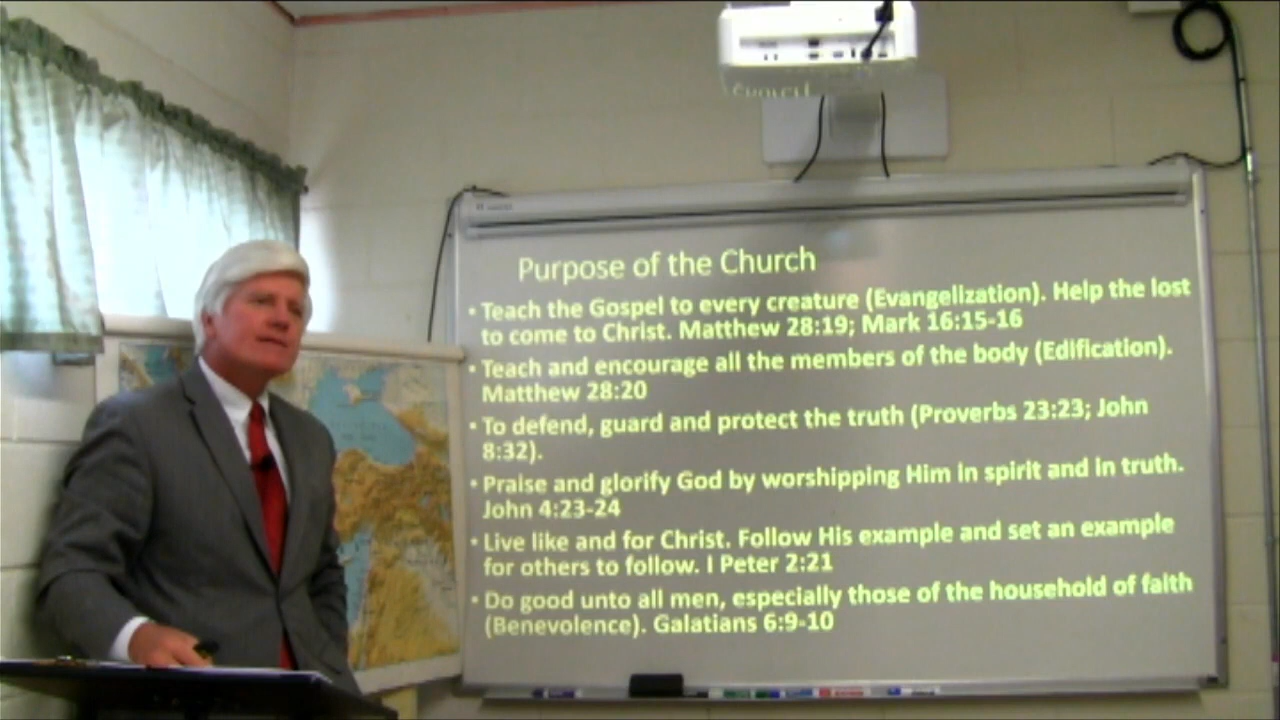 Purpose of the Church
• Teach the Gospel to every creature (Evangelization). Help the lost
to come to Christ. Matthew 28:19; Mark 16:15-16
• Teach and encourage all the members of the body (Edification).
Matthew 28:20
• To defend, guard and protect the truth (Proverbs 23:23; John
8:32).
• Praise and glorify God by worshipping Him in spirit and in truth.
John 4:23-24
• Live like and for Christ. Follow His example and set an example
for others to follow. I Peter 2:21
• Do good unto all men, especially those of the household of faith
(Benevolence). Galatians 6:9-10